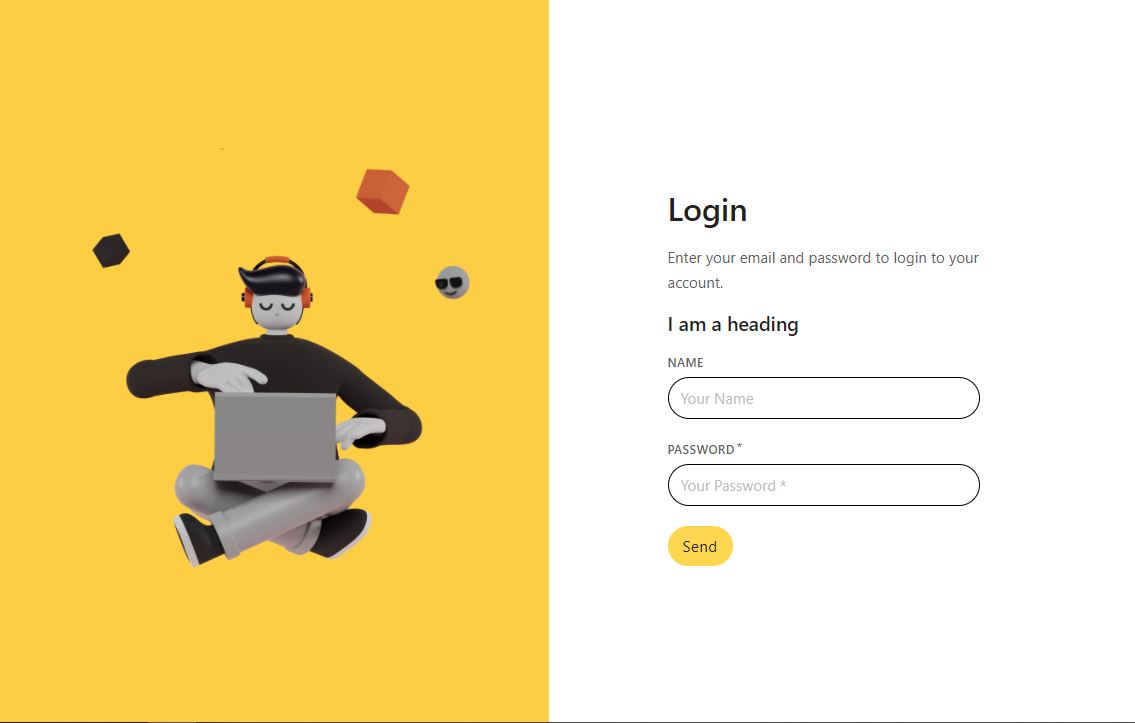 Login
Enter your email and password to login to your
account.
I am a heading
NAME
Your Name
PASSWORD *
Your Password *
Send